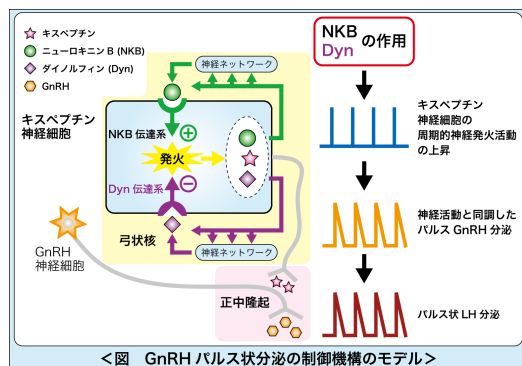 キスペプチン
ニューロキニン B (NKB)
ダイノルフィン (Dyn)
GnRH
神経ネットワーク
キスペプチン
神経細胞
NKB 伝達系
発火
Dyn 伝達系
弓状核
神経ネットワーク
GnRH
神経細胞
正中隆起
NKB
Dyn の作用
キスペプチン
神経細胞の
周期的神経発火活動
の上昇
神経活動と同調した
パルス GnRH 分泌
パルス状 LH 分泌
<図 GnRH パルス状分泌の制御機構のモデル>